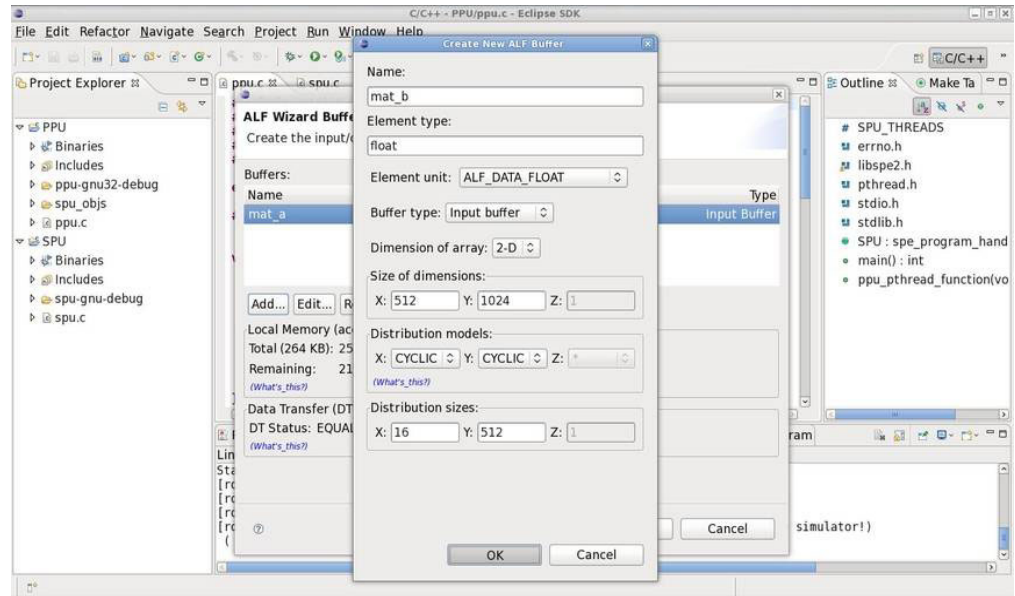 C/C++ - PPU/ppu.c - Eclipse SDK
File Edit Refactor Navigate Search Project Run Window Help
C/C++
Project Explorer
PPU
Binaries
Includes
ppu-gnu32-debug
spu_objs
ppu.c
SPU
Binaries
Includes
spu-gnu-debug
spu.c
ppu.c spu.c
ALF Wizard Buffe
Create the input/
Buffers:
Name Type
mat_a Input Buffer
Add... Edit... R
Local Memory (ac
Total (264 KB): 25
Remaining: 21
(What's_this?)
Data Transfer (DT
DT Status: EQUAL
(What's_this?)
Cancel
Create New ALF Buffer
Name:
mat_b
Element type:
float
Element unit: ALF_DATA_FLOAT
Buffer type: Input buffer
Dimension of array: 2-D
Size of dimensions:
X: 512 Y: 1024 Z: 1
Distribution models:
X: CYCLIC Y: CYCLIC Z: *
(What's_this?)
Distribution sizes:
X: 16 Y: 512 Z: 1
OK Cancel
Outline Make Ta
# SPU_THREADS
errno.h
libspe2.h
pthread.h
stdio.h
stdlib.h
SPU : spe_program_hand
main() : int
ppu_pthread_function(vo
ram
Lin
Sta
[ro
[ro
[ro
[ro simulator!)
(